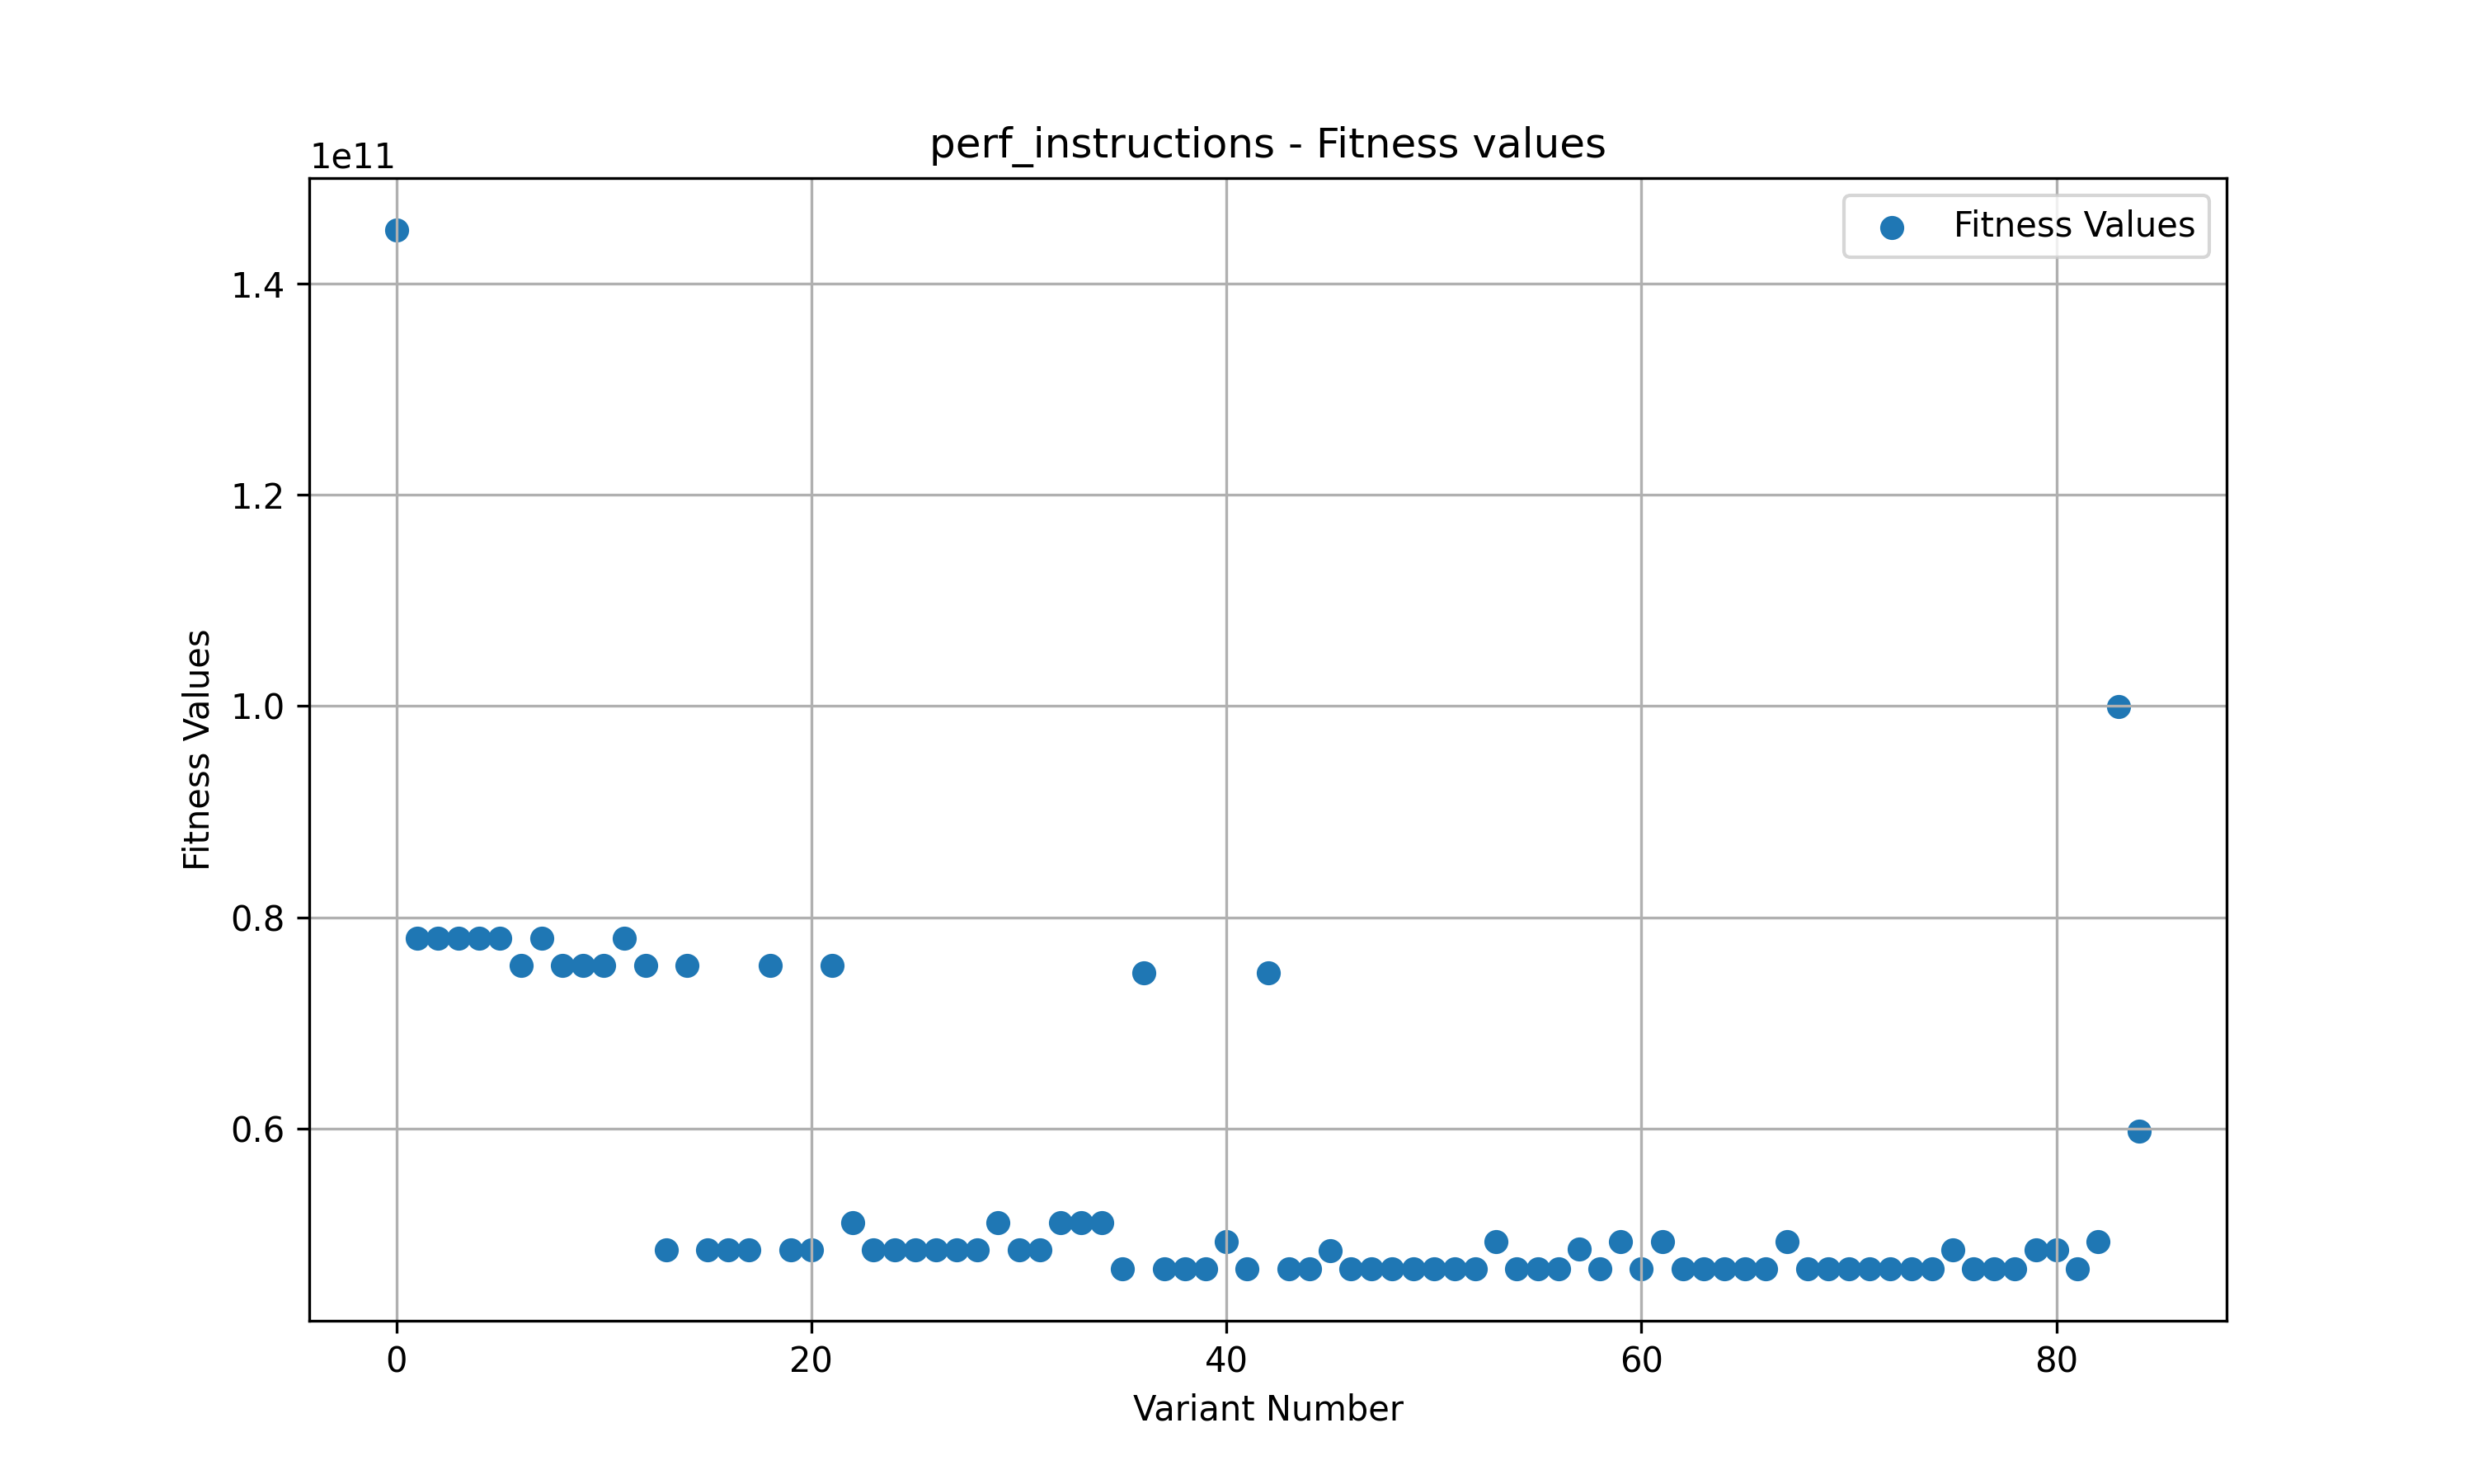 perf_instructions - Fitness values
1e11
Fitness Values
1.4
1.2
1.0
0.8
0.6
Fitness Values
0 20 40 60 80
Variant Number